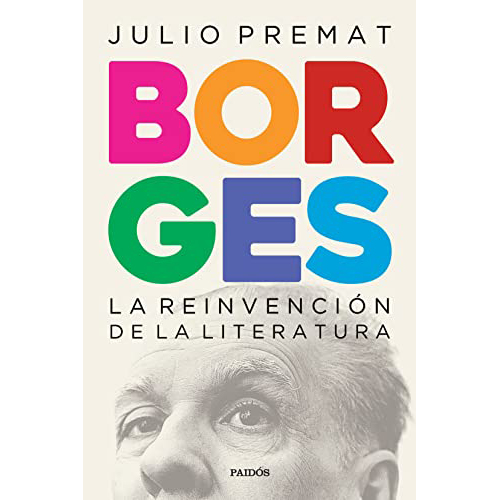 JULIO PREMAT
BOR
GES
LA REINVENCIÓN
DE LA LITERATURA
PAIDÓS